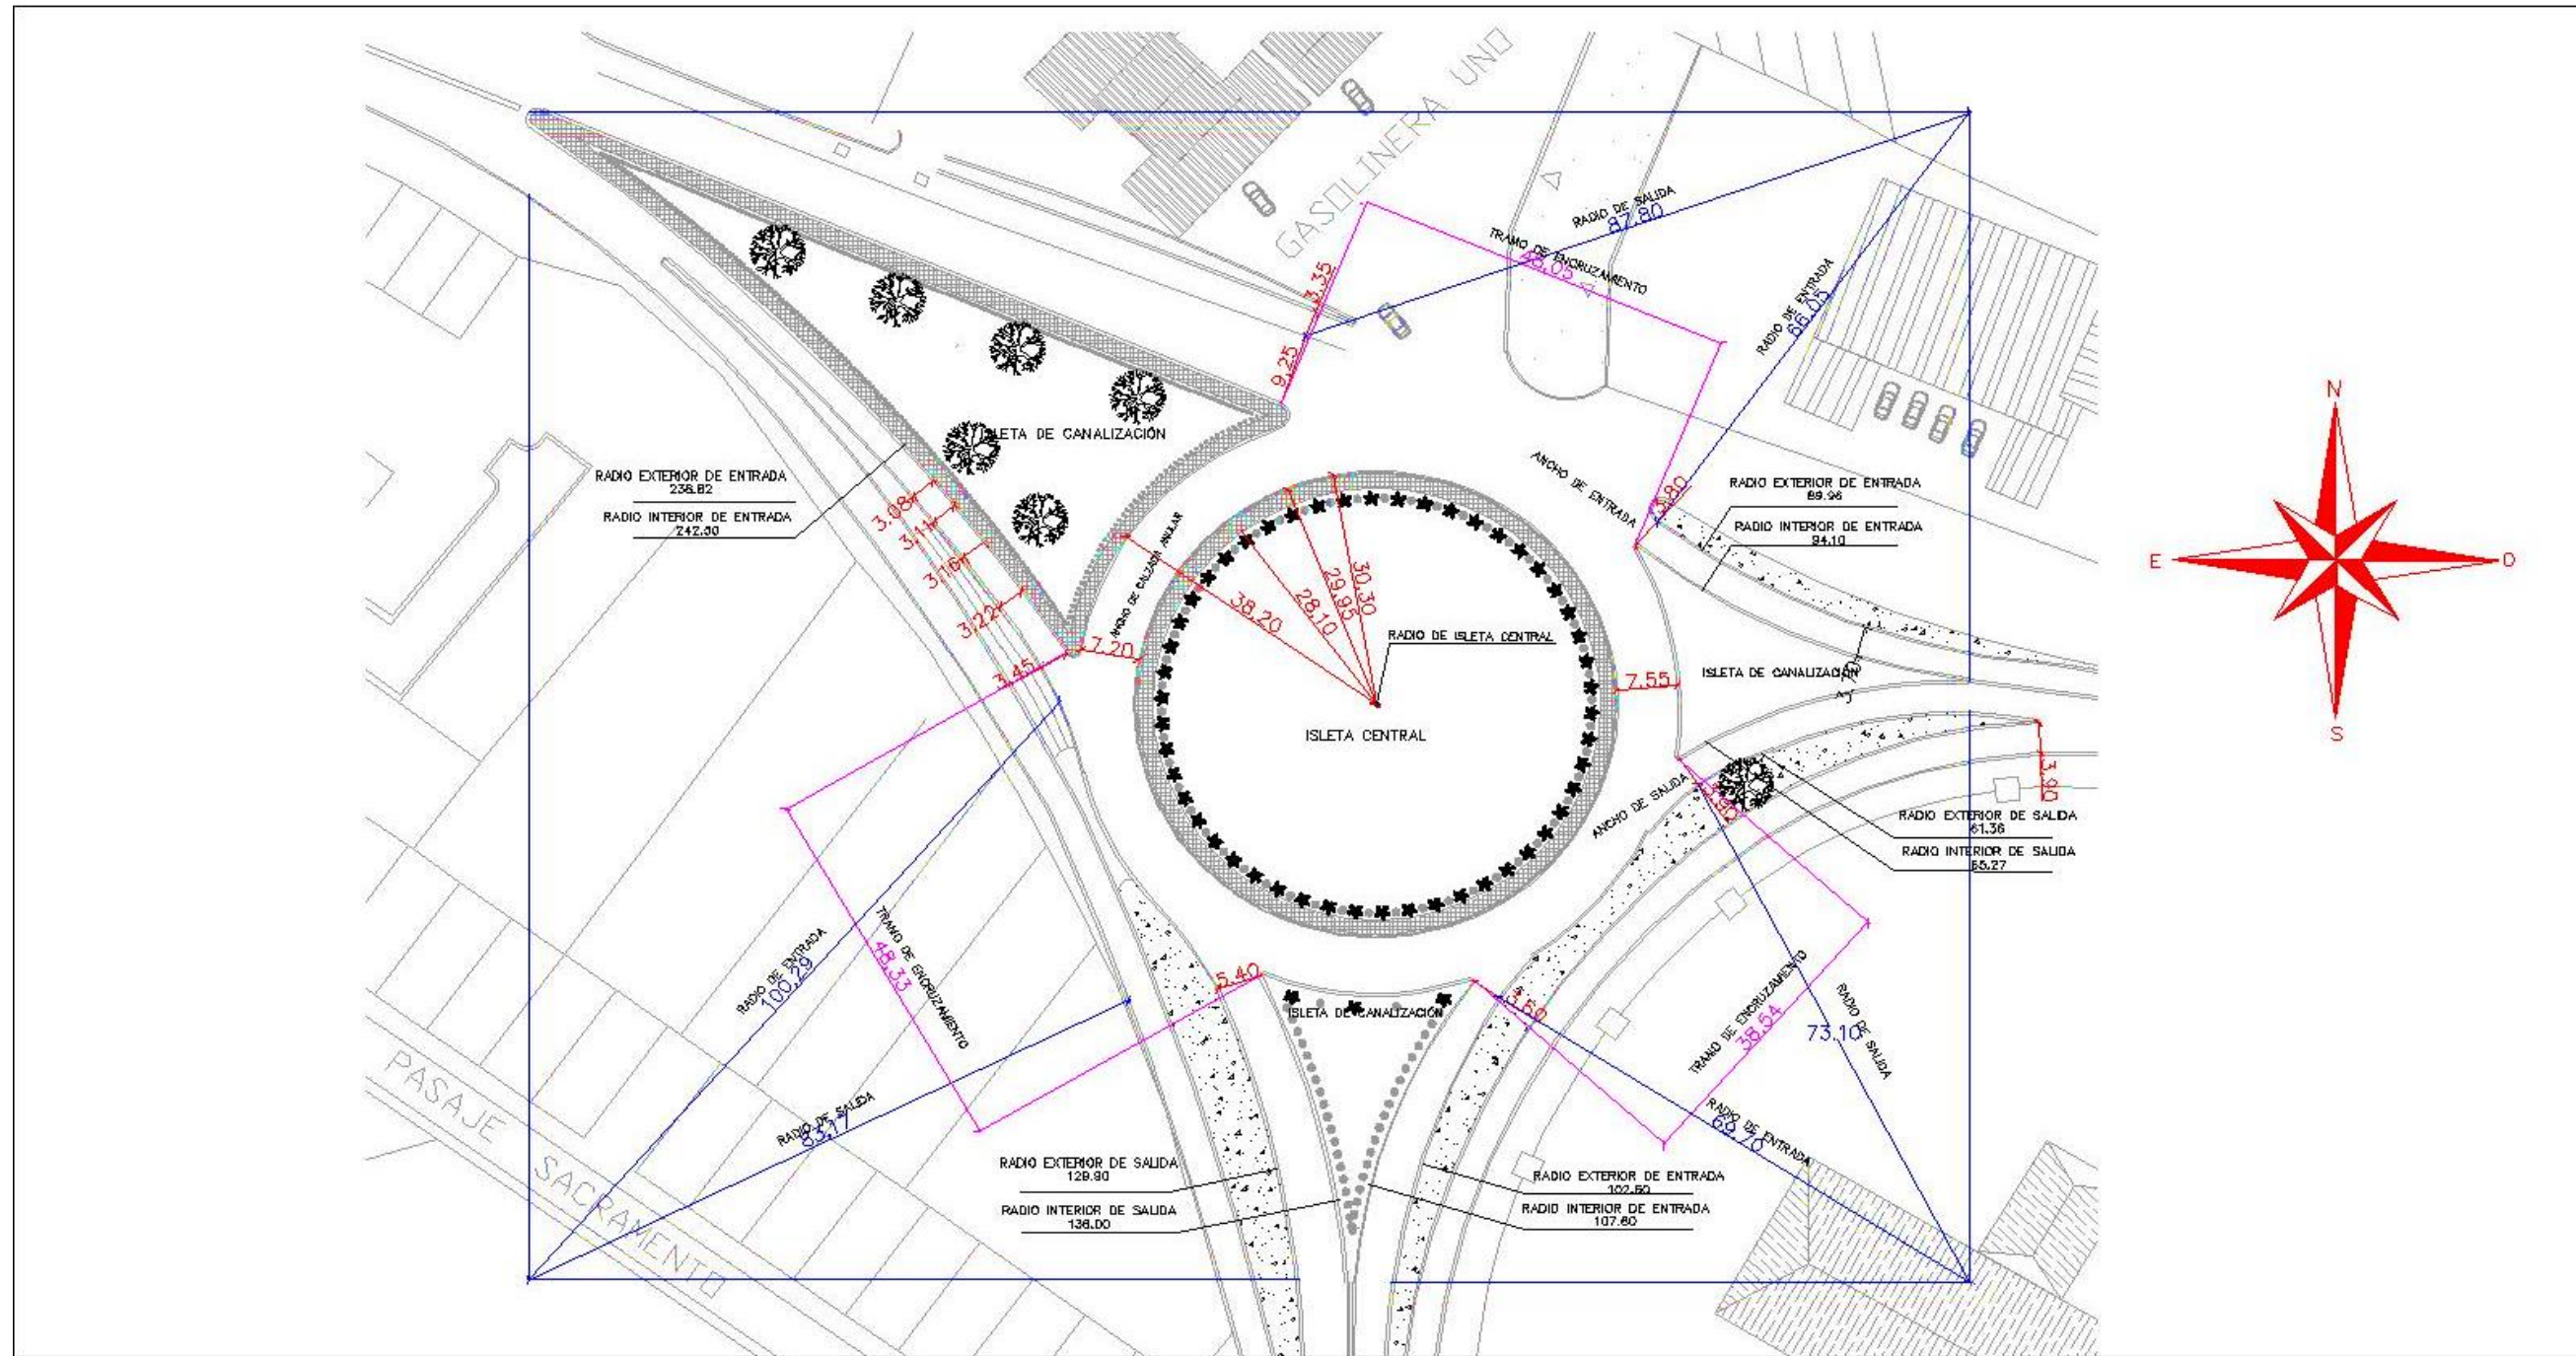 GASOLINERA UNO
RADIO DE SALIDA
87.80
TRAMO DE ENCRUZAMIENTO
RADIO DE ENTRADA
66.05
3.35
9.25
ISLETA DE CANALIZACIÓN
RADIO EXTERIOR DE ENTRADA
238.82
RADIO INTERIOR DE ENTRADA
242.50
3.08
3.11
3.16
3.22
3.45
7.20
ANCHO DE CALZADA ANULAR
38.20
28.10
29.95
30.30
RADIO DE ISLETA CENTRAL
ISLETA CENTRAL
ANCHO DE ENTRADA
3.80
RADIO EXTERIOR DE ENTRADA
89.96
RADIO INTERIOR DE ENTRADA
94.10
7.55
ISLETA DE CANALIZACIÓN
3.90
ANCHO DE SALIDA
RADIO EXTERIOR DE SALIDA
61.36
RADIO INTERIOR DE SALIDA
65.27
N
E
O
S
TRAMO DE ENCRUZAMIENTO
48.33
RADIO DE ENTRADA
100.29
RADIO DE SALIDA
83.17
5.40
ISLETA DE CANALIZACIÓN
3.60
TRAMO DE ENCRUZAMIENTO
38.54
RADIO DE SALIDA
73.10
RADIO DE ENTRADA
69.70
RADIO EXTERIOR DE SALIDA
129.90
RADIO INTERIOR DE SALIDA
136.00
RADIO EXTERIOR DE ENTRADA
102.60
RADIO INTERIOR DE ENTRADA
107.60
PASAJE SACRAMENTO